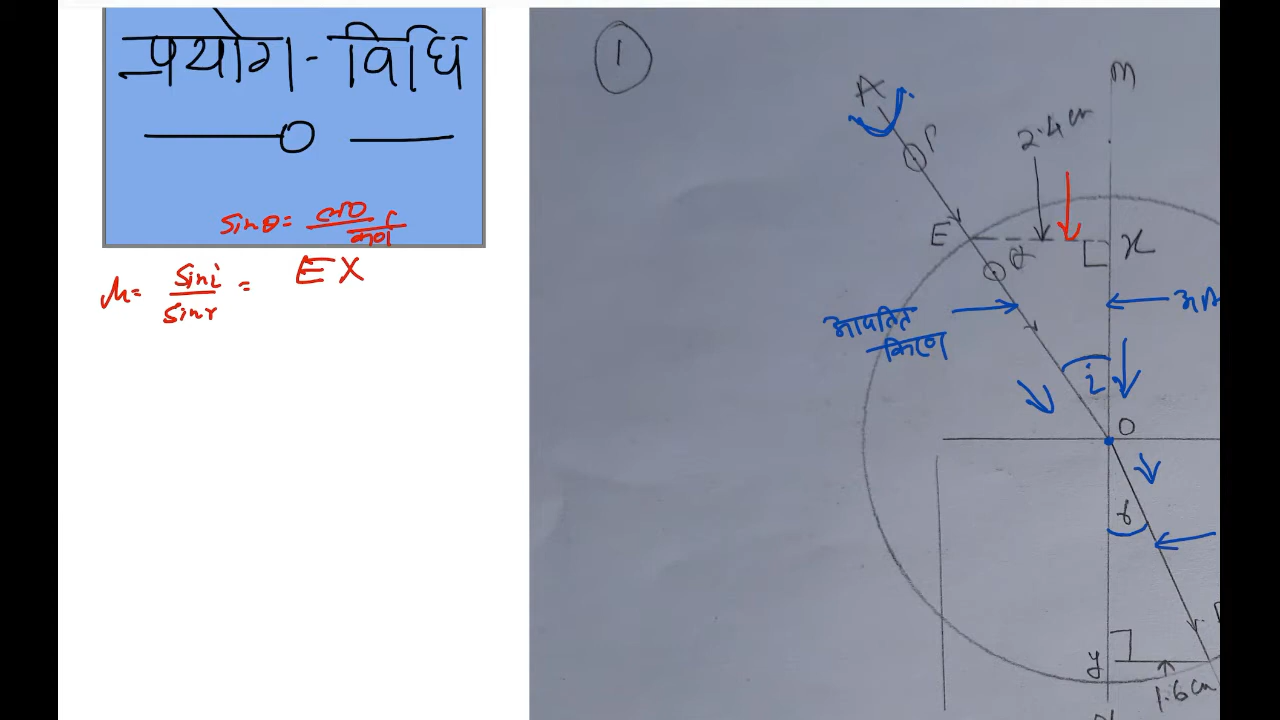 प्रयोग - विधि
sinθ = लम्ब / कर्ण
μ = sin i / sin r = EX
1
M
A
P
2.4 cm
E
Q
X
आपतित
किरण
i
O
r
y
1.6 cm